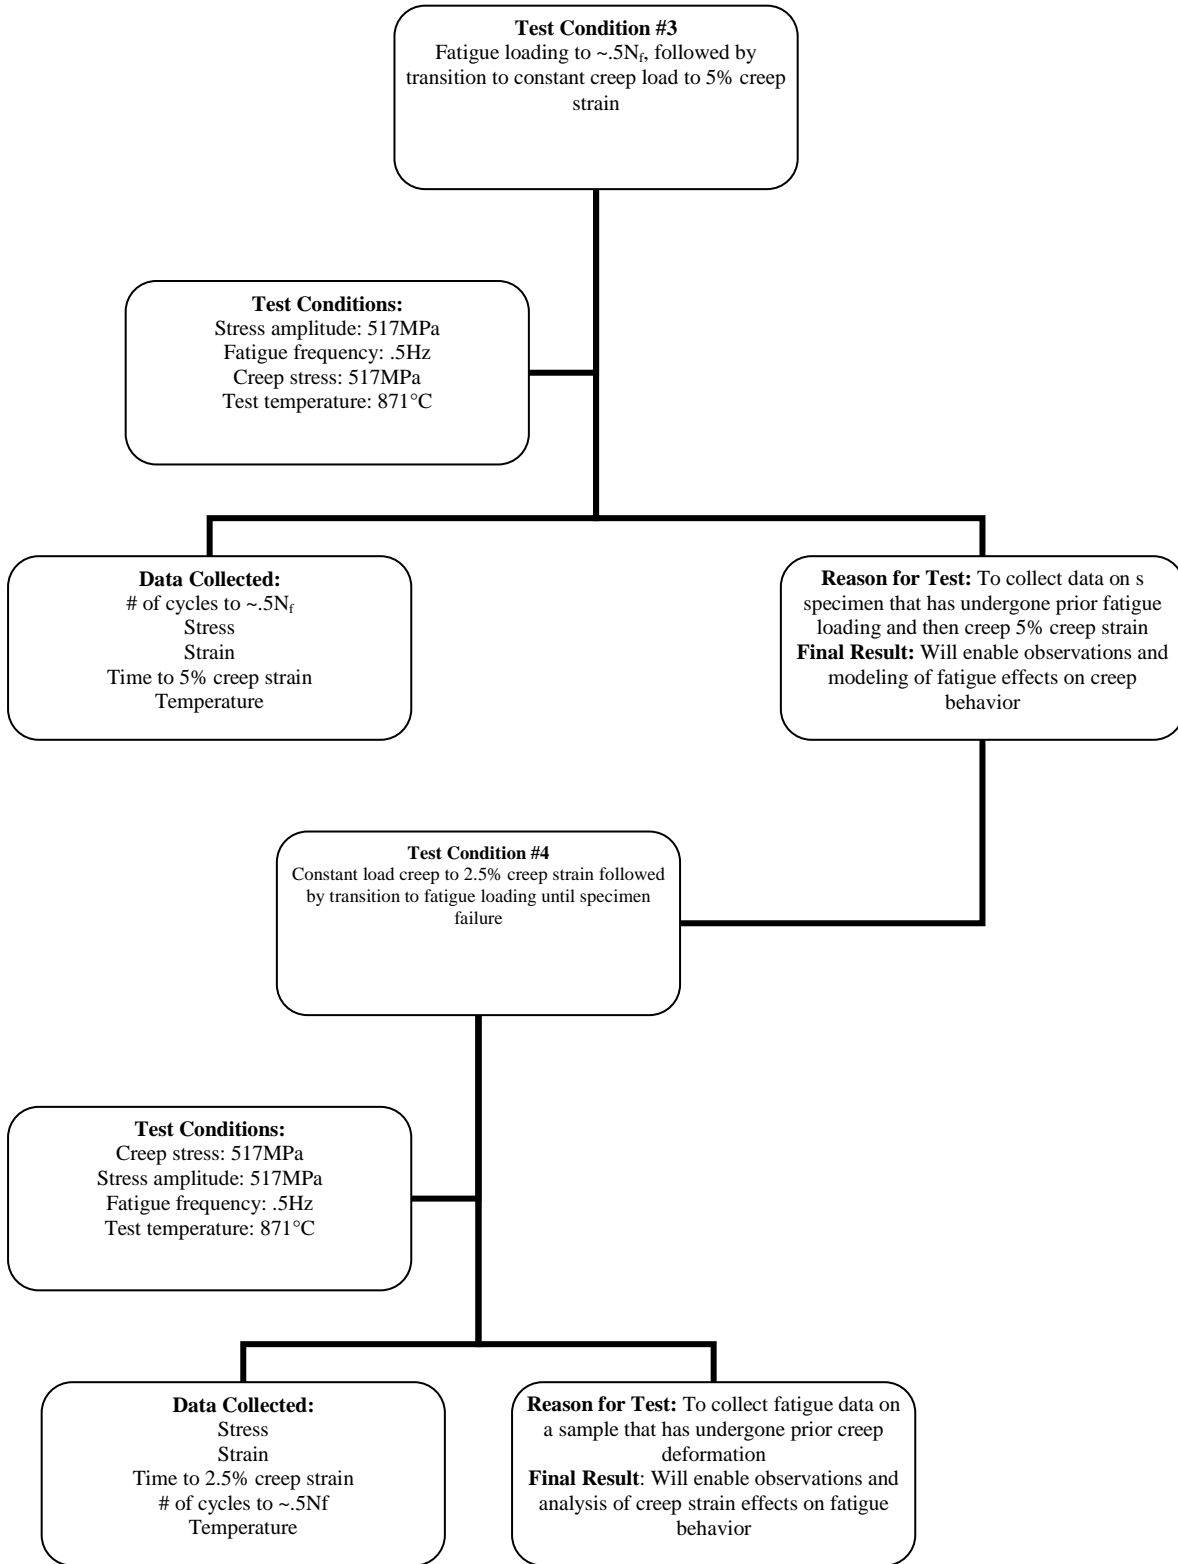 Test Condition #3
Fatigue loading to ~.5Nf, followed by
transition to constant creep load to 5% creep
strain
Test Conditions:
Stress amplitude: 517MPa
Fatigue frequency: .5Hz
Creep stress: 517MPa
Test temperature: 871°C
Data Collected:
# of cycles to ~.5Nf
Stress
Strain
Time to 5% creep strain
Temperature
Reason for Test: To collect data on s
specimen that has undergone prior fatigue
loading and then creep 5% creep strain
Final Result: Will enable observations and
modeling of fatigue effects on creep
behavior
Test Condition #4
Constant load creep to 2.5% creep strain followed
by transition to fatigue loading until specimen
failure
Test Conditions:
Creep stress: 517MPa
Stress amplitude: 517MPa
Fatigue frequency: .5Hz
Test temperature: 871°C
Data Collected:
Stress
Strain
Time to 2.5% creep strain
# of cycles to ~.5Nf
Temperature
Reason for Test: To collect fatigue data on
a sample that has undergone prior creep
deformation
Final Result: Will enable observations and
analysis of creep strain effects on fatigue
behavior